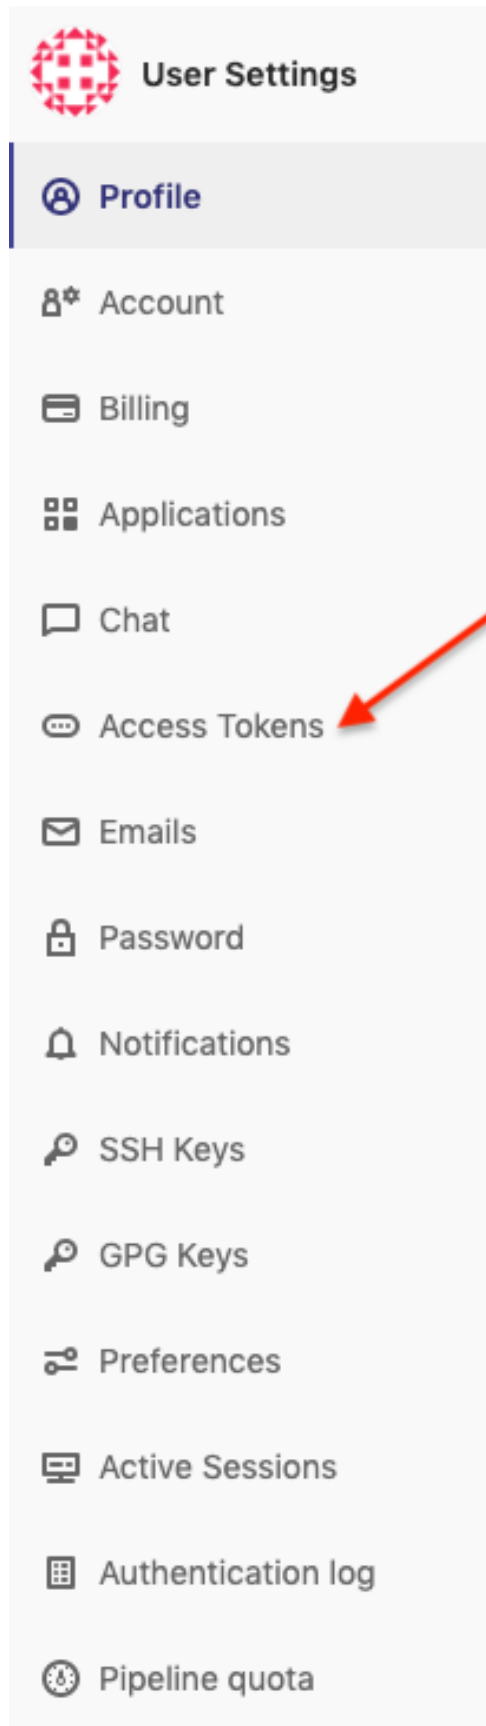 User Settings
Profile
Account
Billing
Applications
Chat
Access Tokens
Emails
Password
Notifications
SSH Keys
GPG Keys
Preferences
Active Sessions
Authentication log
Pipeline quota